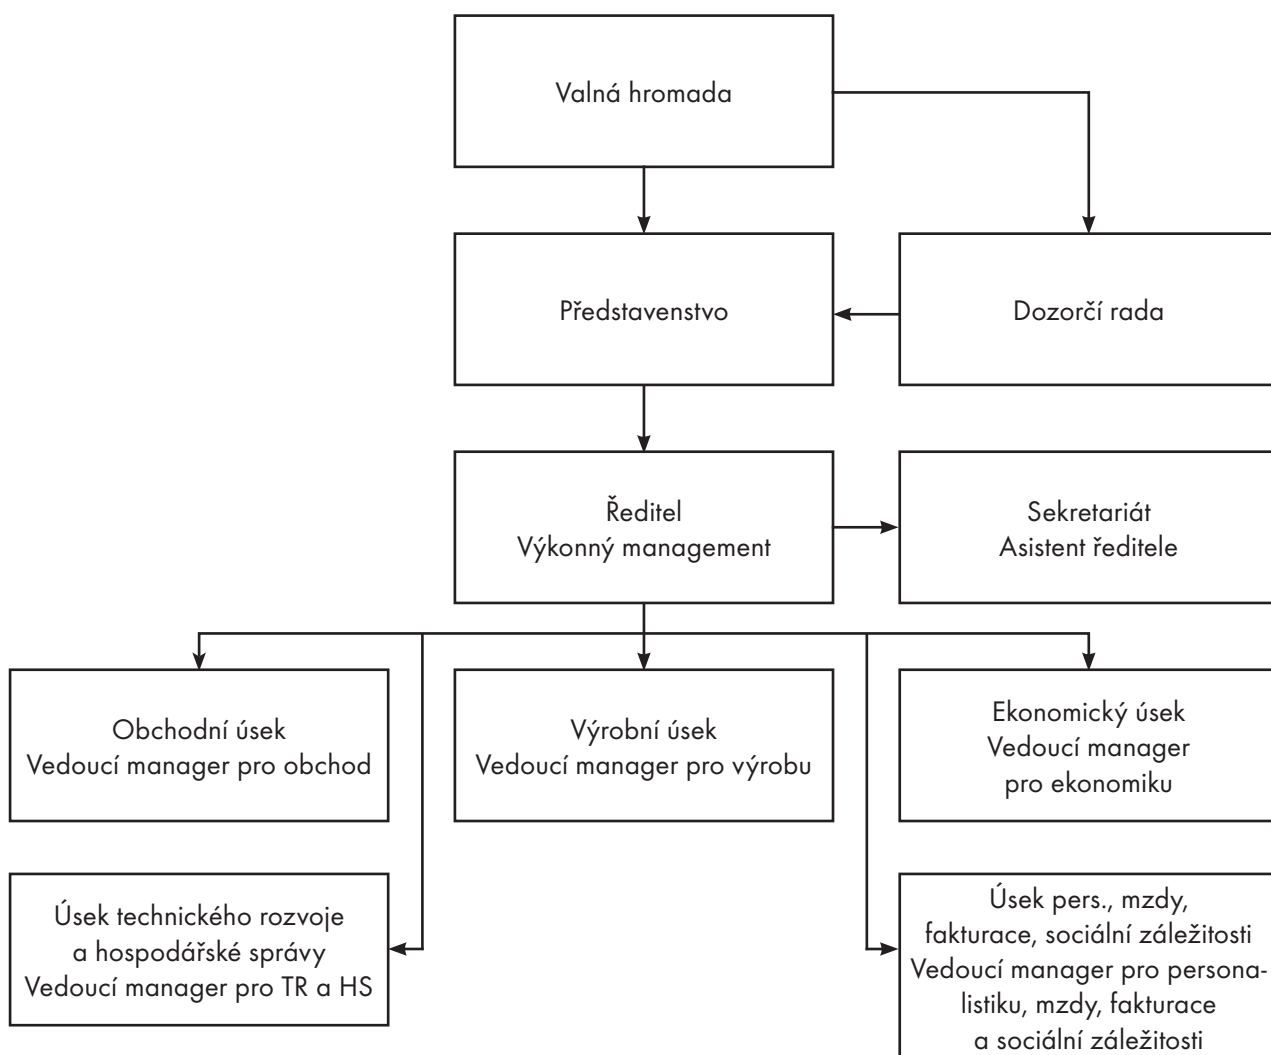 Valná hromada
Představenstvo
Dozorčí rada
Ředitel
Výkonný management
Sekretariát
Asistent ředitele
Obchodní úsek
Vedoucí manager pro obchod
Výrobní úsek
Vedoucí manager pro výrobu
Ekonomický úsek
Vedoucí manager
pro ekonomiku
Úsek technického rozvoje
a hospodářské správy
Vedoucí manager pro TR a HS
Úsek pers., mzdy,
fakturace, sociální záležitosti
Vedoucí manager pro persona-
listiku, mzdy, fakturace
a sociální záležitosti